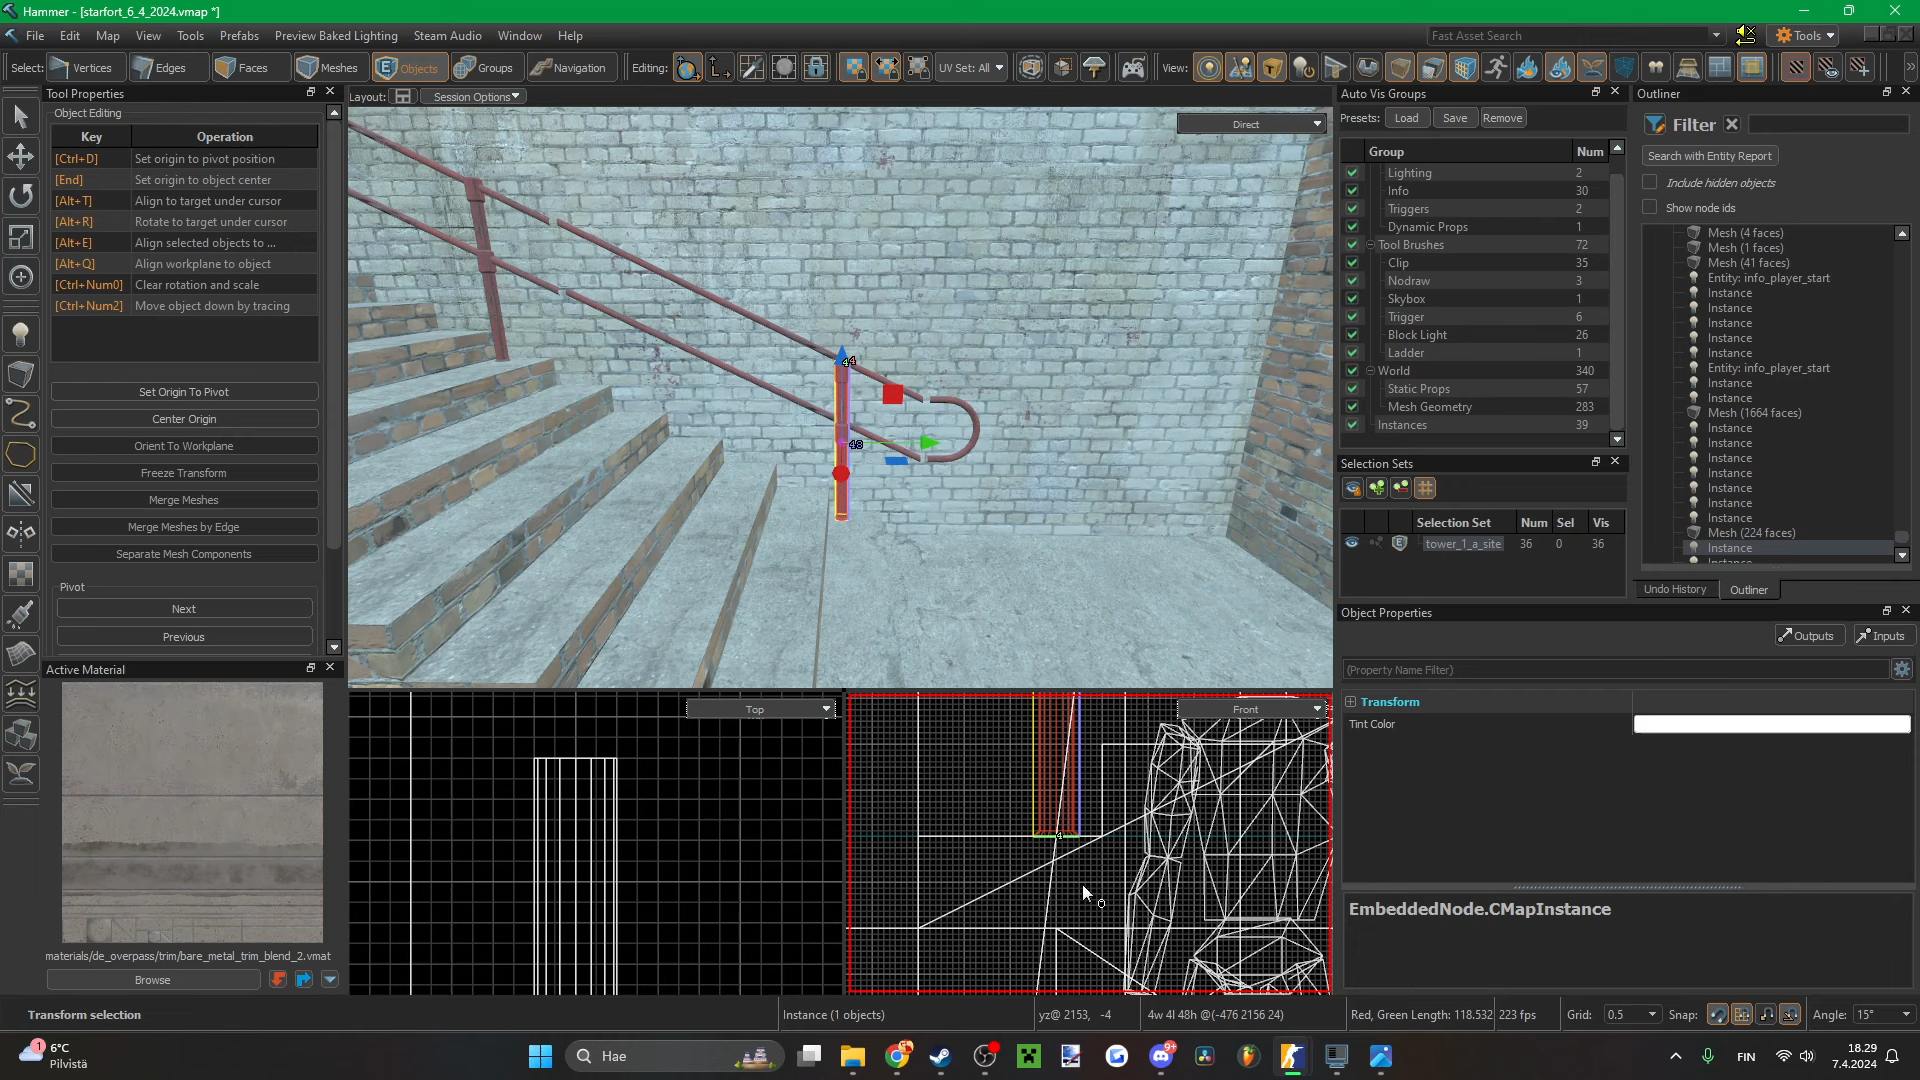 Hammer - [starfort_6_4_2024.vmap *]
File Edit Map View Tools Prefabs Preview Baked Lighting Steam Audio Window Help
Fast Asset Search
Tools
Select: Vertices Edges Faces Meshes Objects Groups Navigation Editing: UV Set: All View:
Tool Properties
Object Editing
Key Operation
[Ctrl+D] Set origin to pivot position
[End] Set origin to object center
[Alt+T] Align to target under cursor
[Alt+R] Rotate to target under cursor
[Alt+E] Align selected objects to ...
[Alt+Q] Align workplane to object
[Ctrl+Num0] Clear rotation and scale
[Ctrl+Num2] Move object down by tracing
Set Origin To Pivot
Center Origin
Orient To Workplane
Freeze Transform
Merge Meshes
Merge Meshes by Edge
Separate Mesh Components
Pivot
Next
Previous
Active Material
materials/de_overpass/trim/bare_metal_trim_blend_2.vmat
Browse
Layout: Session Options
Direct
44
48
Top
Front
4
Auto Vis Groups
Presets: Load Save Remove
Group Num
Lighting 2
Info 30
Triggers 2
Dynamic Props 1
Tool Brushes 72
Clip 35
Nodraw 3
Skybox 1
Trigger 6
Block Light 26
Ladder 1
World 340
Static Props 57
Mesh Geometry 283
Instances 39
Selection Sets
Selection Set Num Sel Vis
tower_1_a_site 36 0 36
Outliner
Filter
Search with Entity Report
Include hidden objects
Show node ids
Mesh (4 faces)
Mesh (1 faces)
Mesh (41 faces)
Entity: info_player_start
Instance
Instance
Instance
Instance
Instance
Entity: info_player_start
Instance
Instance
Mesh (1664 faces)
Instance
Instance
Instance
Instance
Instance
Instance
Instance
Mesh (224 faces)
Instance
Instance
Undo History Outliner
Object Properties
Outputs Inputs
(Property Name Filter)
Transform
Tint Color
EmbeddedNode.CMapInstance
Transform selection
Instance (1 objects)
yz@ 2153, -4
4w 4l 48h @(-476 2156 24)
Red, Green Length: 118.532
223 fps
Grid: 0.5
Snap:
Angle: 15°
1
6°C
Pilvistä
Hae
9+
FIN
18.29
7.4.2024